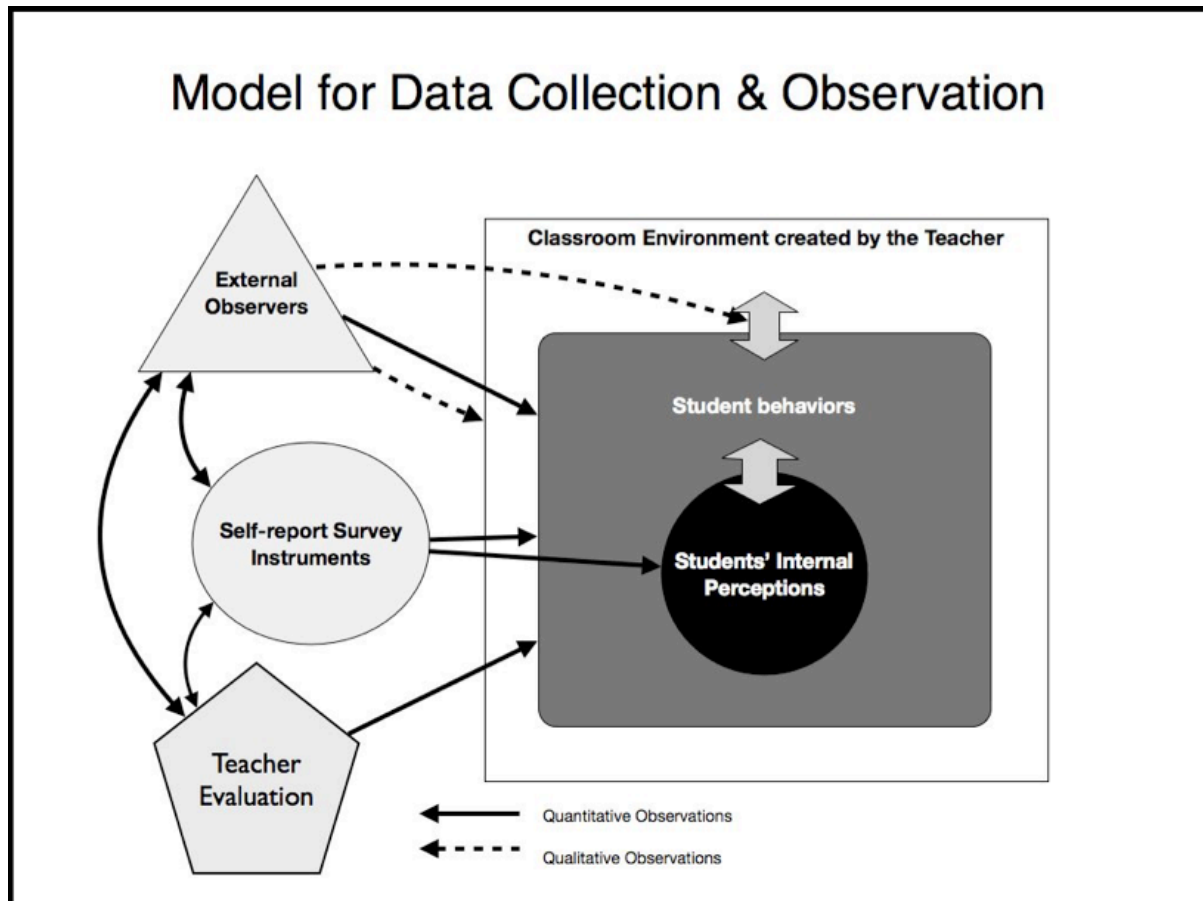 Model for Data Collection & Observation
External
Observers
Classroom Environment created by the Teacher
Student behaviors
Self-report Survey
Instruments
Students' Internal
Perceptions
Teacher
Evaluation
Quantitative Observations
Qualitative Observations